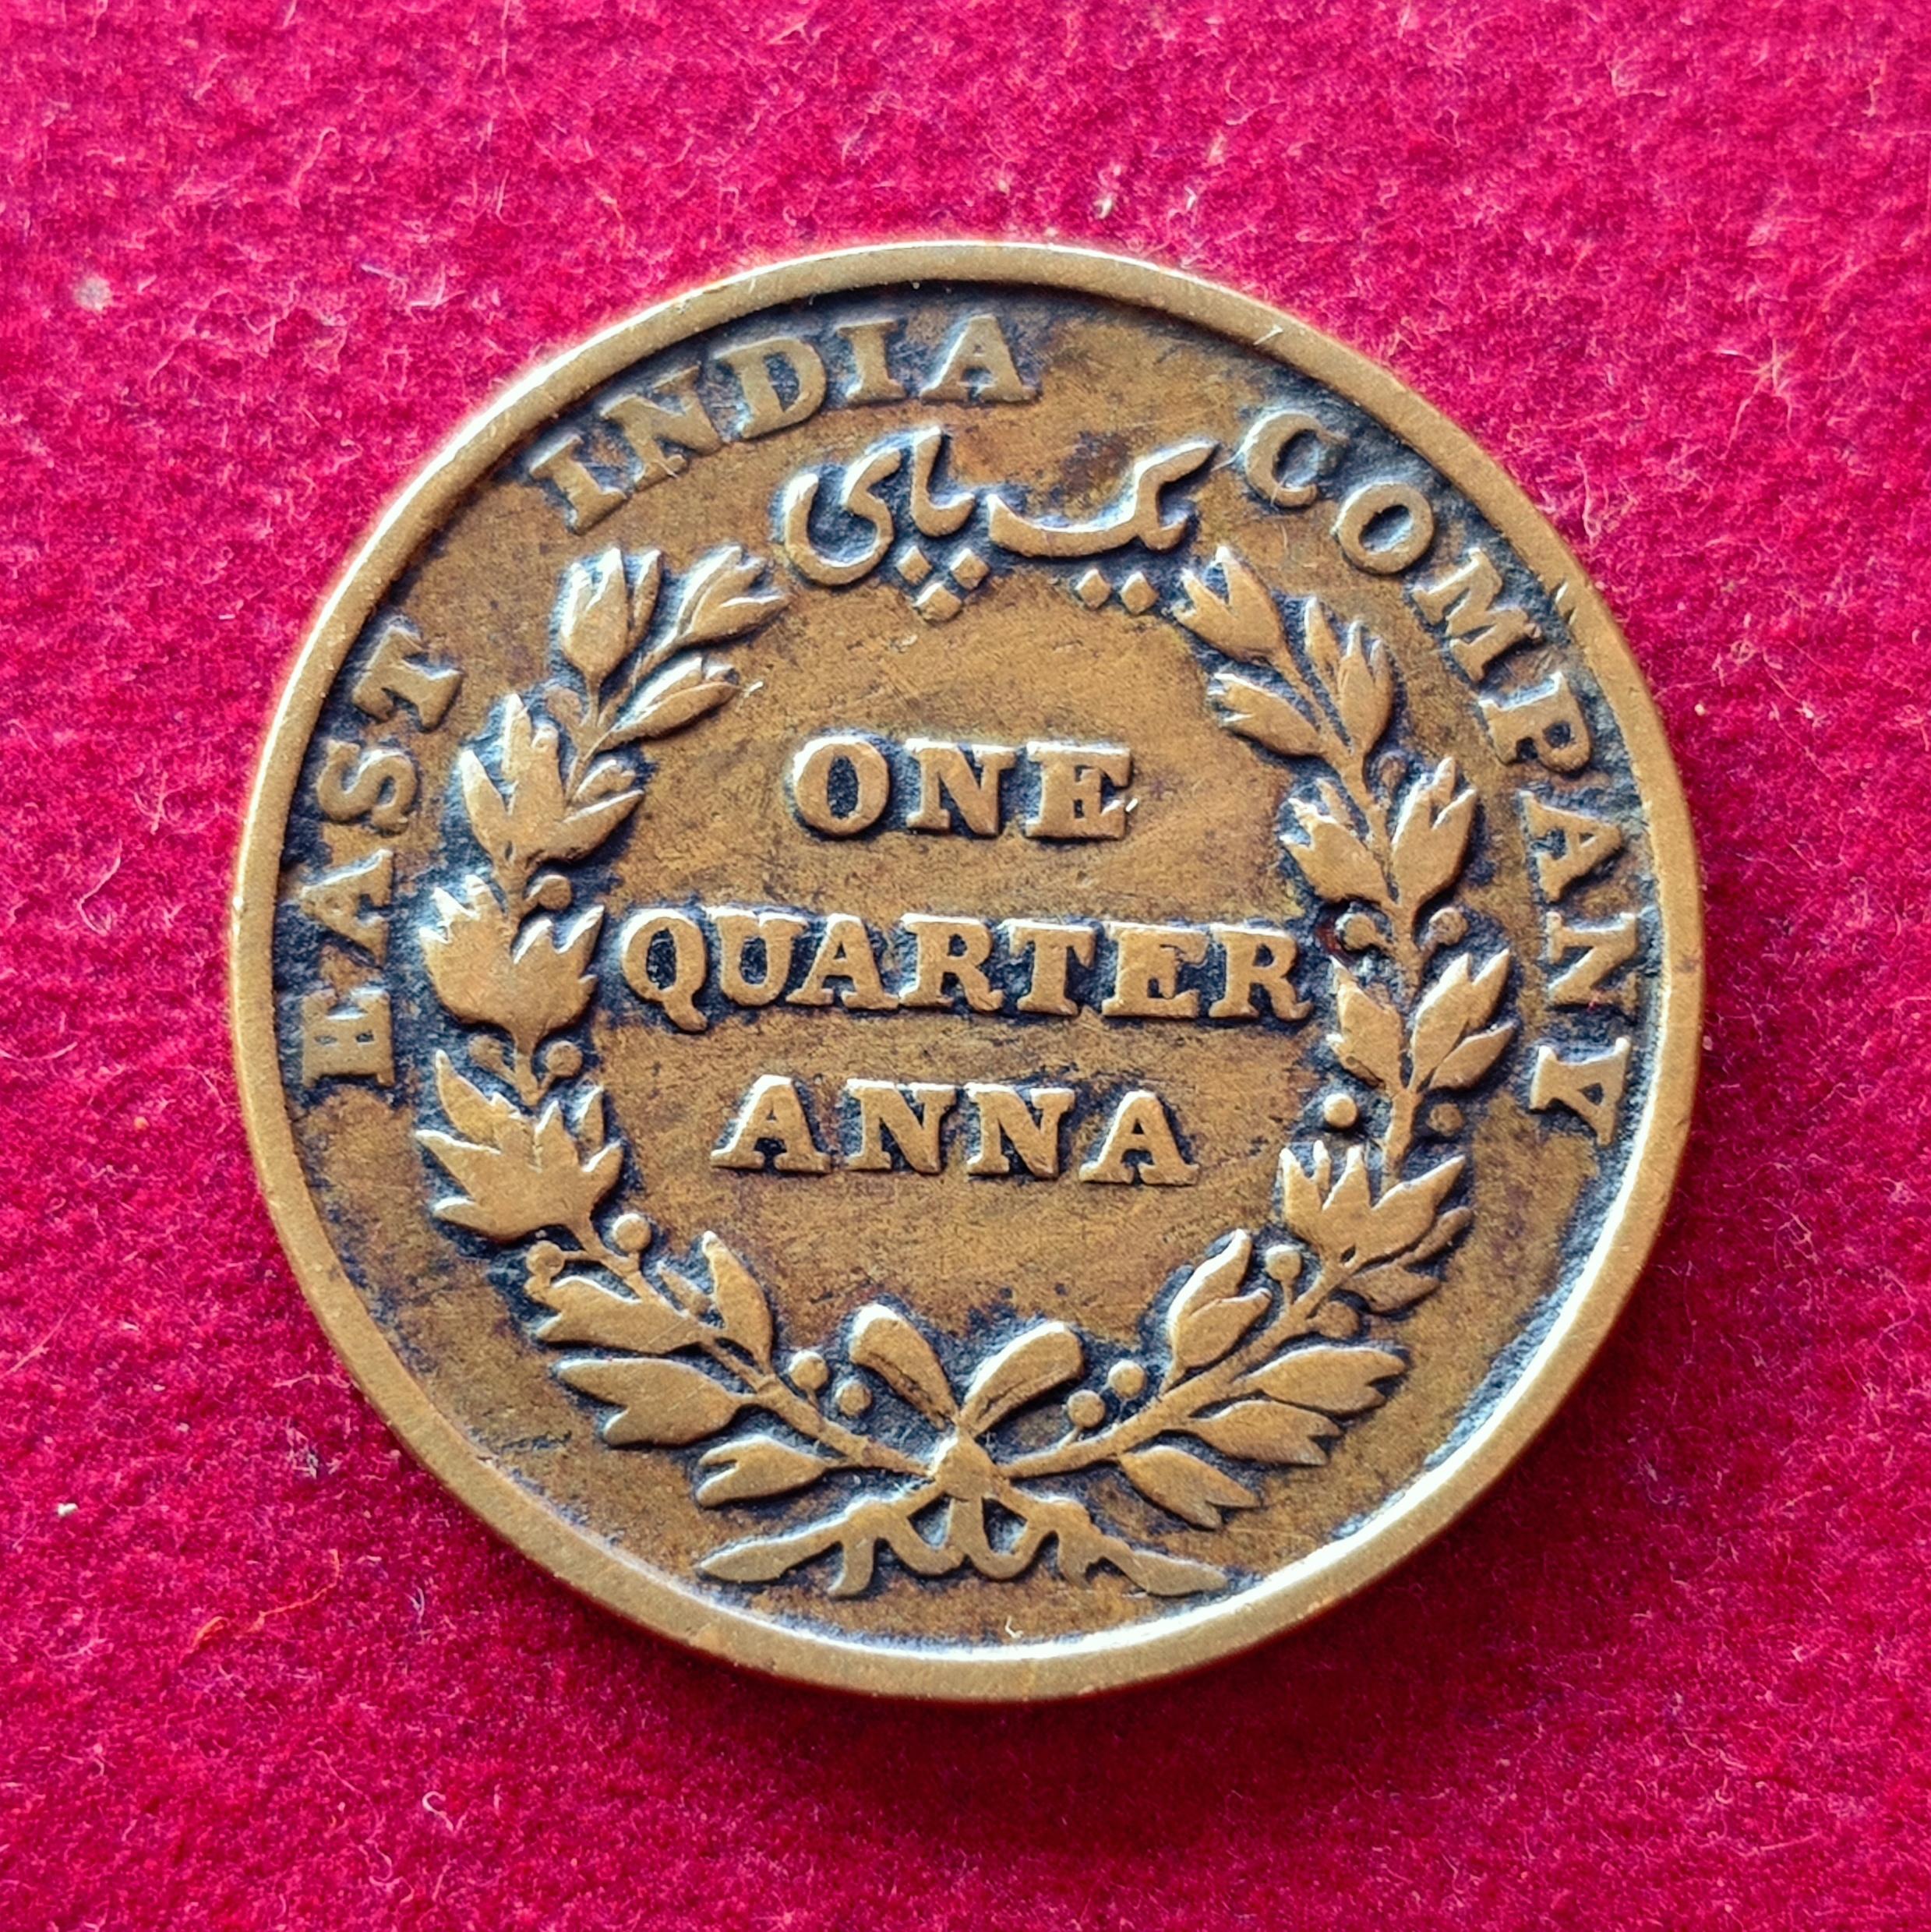 EAST INDIA COMPANY
یک پای
ONE
QUARTER
ANNA